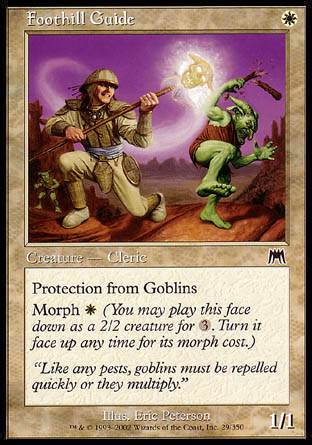 Foothill Guide
Creature — Cleric
Protection from Goblins
Morph (You may play this face
down as a 2/2 creature for 3. Turn it
face up any time for its morph cost.)
“Like any pests, goblins must be repelled
quickly or they multiply.”
Illus. Eric Peterson
™ & © 1993–2002 Wizards of the Coast, Inc. 29/350
1/1